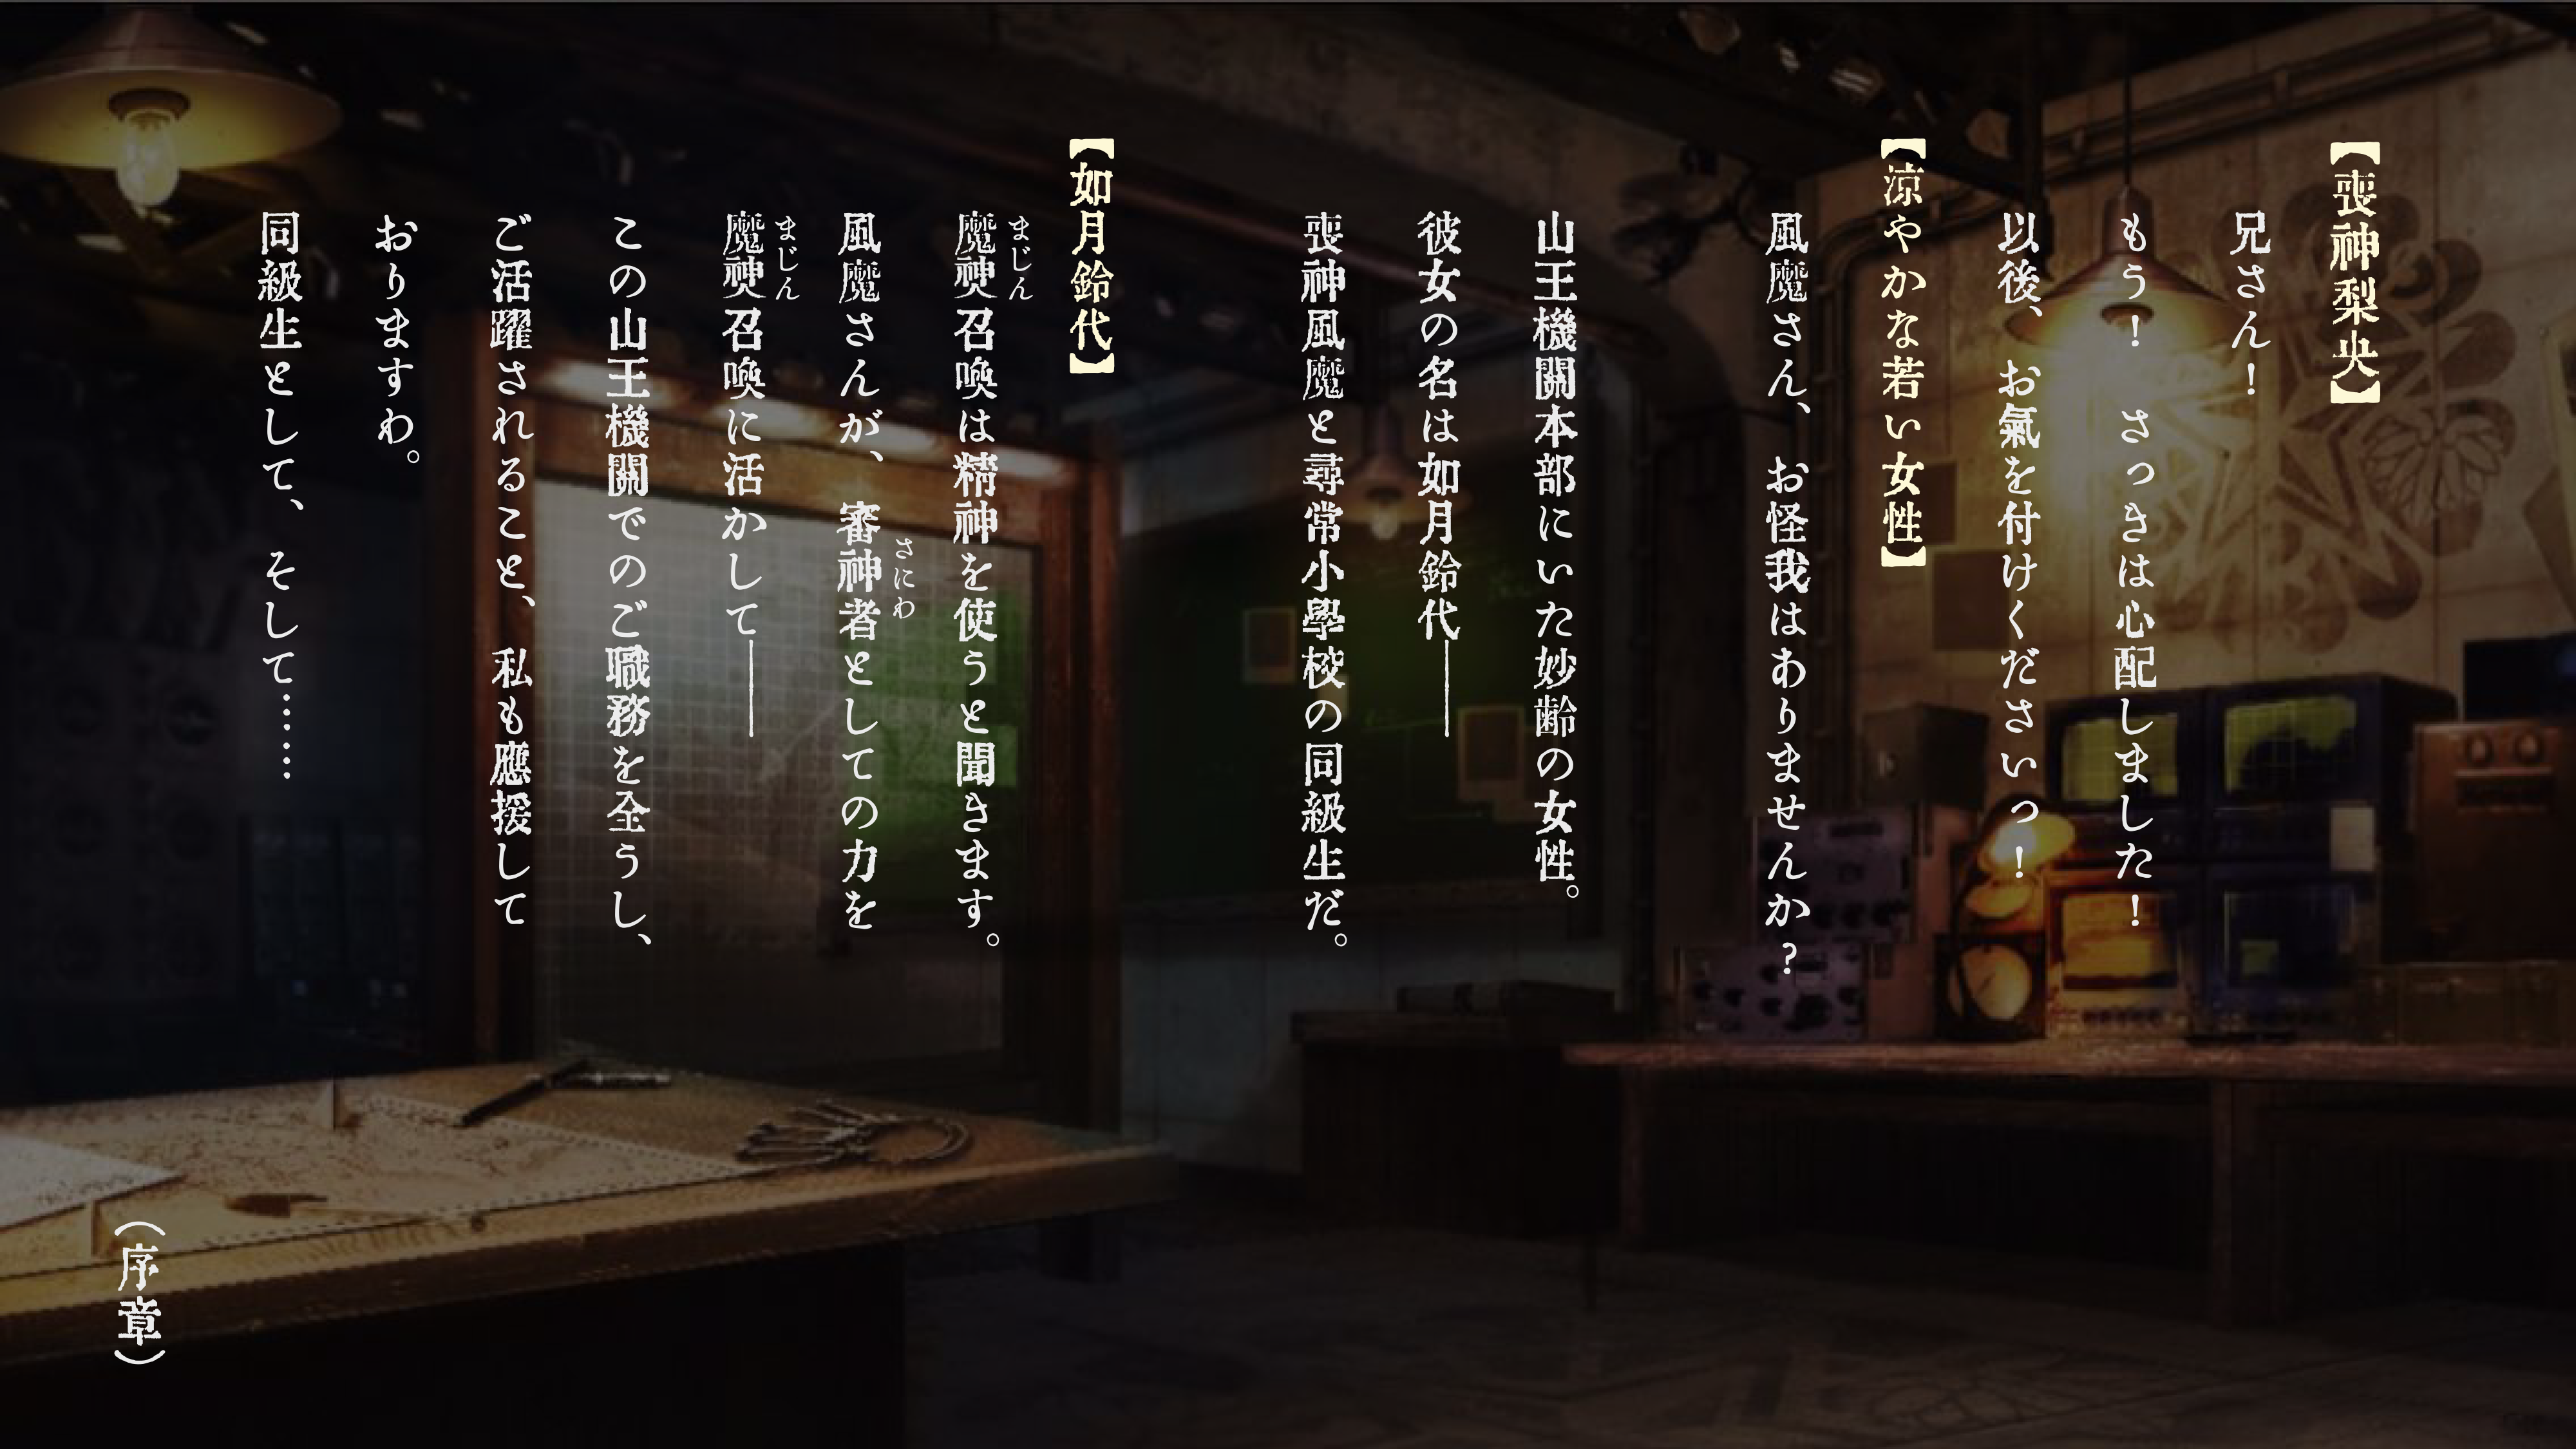 【喪神梨央】
兄さん！
もう！　さっきは心配しました！
以後、お氣を付けくださいっ！
【涼やかな若い女性】
風魔さん、お怪我はありませんか？
山王機關本部にいた妙齢の女性。
彼女の名は如月鈴代――
喪神風魔と尋常小學校の同級生だ。
【如月鈴代】
魔神召喚は精神を使うと聞きます。
まじん
風魔さんが、審神者としての力を
さにわ
魔神召喚に活かして――
まじん
この山王機關でのご職務を全うし、
ご活躍されること、私も應援して
おりますわ。
同級生として、そして……
（序章）